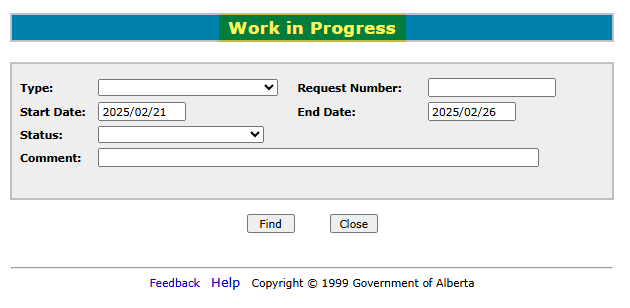 Work in Progress
Type: Request Number:
Start Date: 2025/02/21 End Date: 2025/02/26
Status:
Comment:
Find Close
Feedback Help Copyright © 1999 Government of Alberta